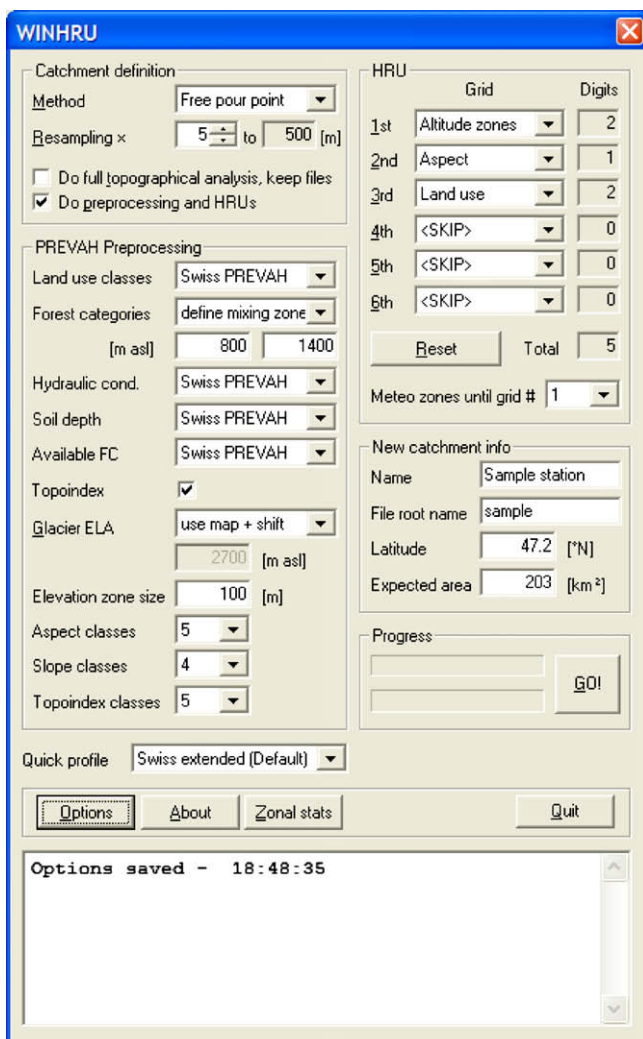 WINHRU
Catchment definition
Method Free pour point
Resampling × 5 to 500 [m]
Do full topographical analysis, keep files
Do preprocessing and HRUs
PREVAH Preprocessing
Land use classes Swiss PREVAH
Forest categories define mixing zone
[m asl] 800 1400
Hydraulic cond. Swiss PREVAH
Soil depth Swiss PREVAH
Available FC Swiss PREVAH
Topoindex
Glacier ELA use map + shift
2700 [m asl]
Elevation zone size 100 [m]
Aspect classes 5
Slope classes 4
Topoindex classes 5
HRU
Grid Digits
1st Altitude zones 2
2nd Aspect 1
3rd Land use 2
4th <SKIP> 0
5th <SKIP> 0
6th <SKIP> 0
Reset Total 5
Meteo zones until grid # 1
New catchment info
Name Sample station
File root name sample
Latitude 47.2 [°N]
Expected area 203 [km²]
Progress
GO!
Quick profile Swiss extended (Default)
Options About Zonal stats Quit
Options saved - 18:48:35